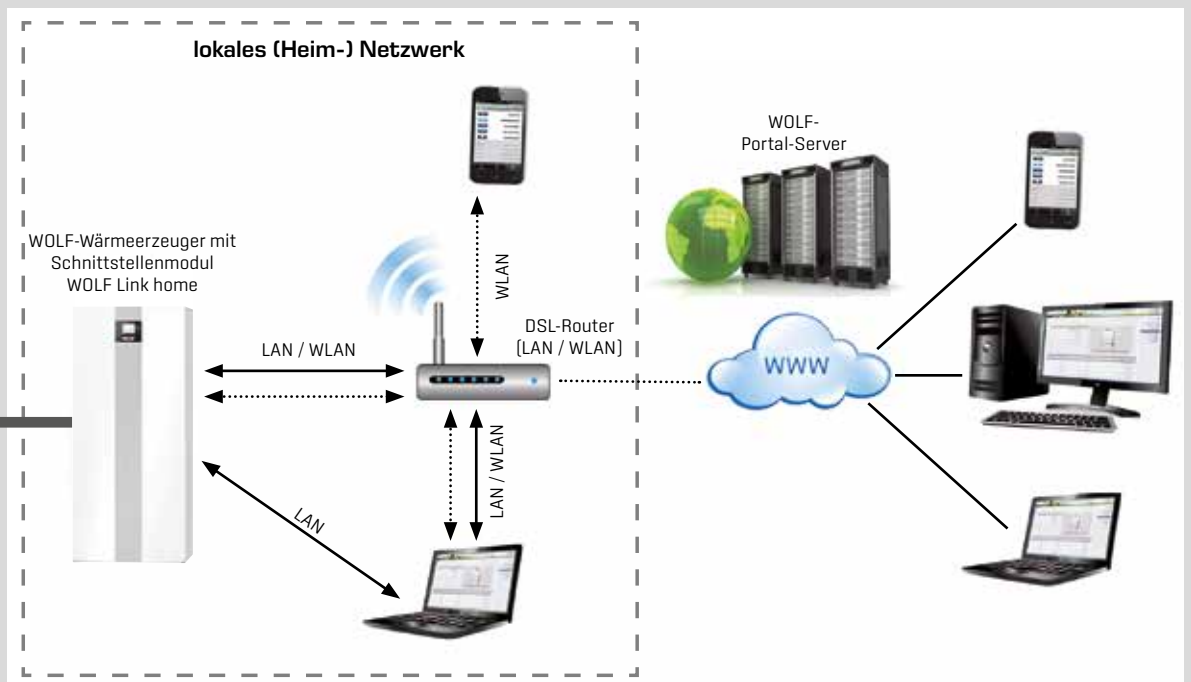 lokales (Heim-) Netzwerk
WOLF-
Portal-Server
WOLF-Wärmeerzeuger mit
Schnittstellenmodul
WOLF Link home
WLAN
DSL-Router
(LAN / WLAN)
LAN / WLAN
WWW
LAN / WLAN
LAN